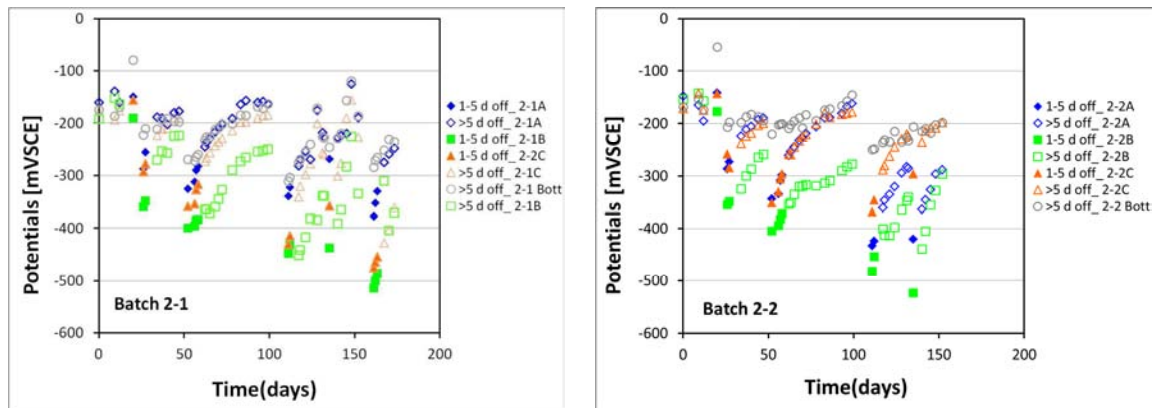 0
-100
-200
-300
-400
-500
-600
Potentials [mVSCE]
0 50 100 150 200
Time(days)
Batch 2-1
1-5 d off_ 2-1A
>5 d off_ 2-1A
1-5 d off_ 2-1B
1-5 d off_ 2-2C
>5 d off_ 2-1C
>5 d off_ 2-1 Bott
>5 d off_ 2-1B
0
-100
-200
-300
-400
-500
-600
Potentials [mVSCE]
0 50 100 150 200
Time(days)
Batch 2-2
1-5 d off_ 2-2A
>5 d off_ 2-2A
1-5 d off_ 2-2B
>5 d off_ 2-2B
1-5 d off_ 2-2C
>5 d off_ 2-2C
>5 d off_ 2-2 Bott